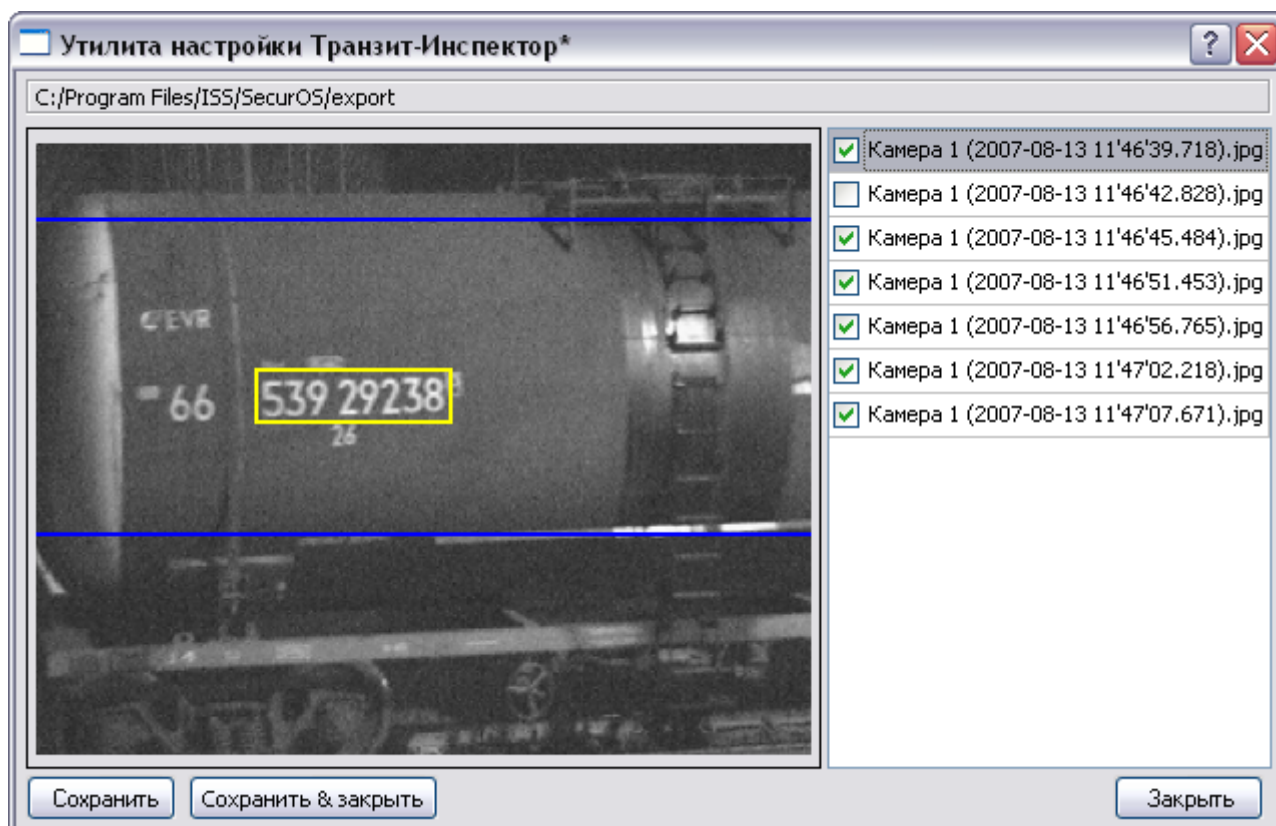 Утилита настройки Транзит-Инспектор*
C:/Program Files/ISS/SecurOS/export
Камера 1 (2007-08-13 11'46'39.718).jpg
Камера 1 (2007-08-13 11'46'42.828).jpg
Камера 1 (2007-08-13 11'46'45.484).jpg
Камера 1 (2007-08-13 11'46'51.453).jpg
Камера 1 (2007-08-13 11'46'56.765).jpg
Камера 1 (2007-08-13 11'47'02.218).jpg
Камера 1 (2007-08-13 11'47'07.671).jpg
66
539 29238
26
Сохранить
Сохранить & закрыть
Закрыть